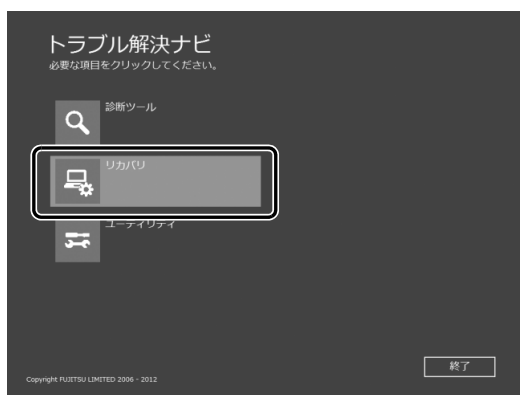 トラブル解決ナビ
必要な項目をクリックしてください。
診断ツール
リカバリ
ユーティリティ
終了
Copyright FUJITSU LIMITED 2006 - 2012